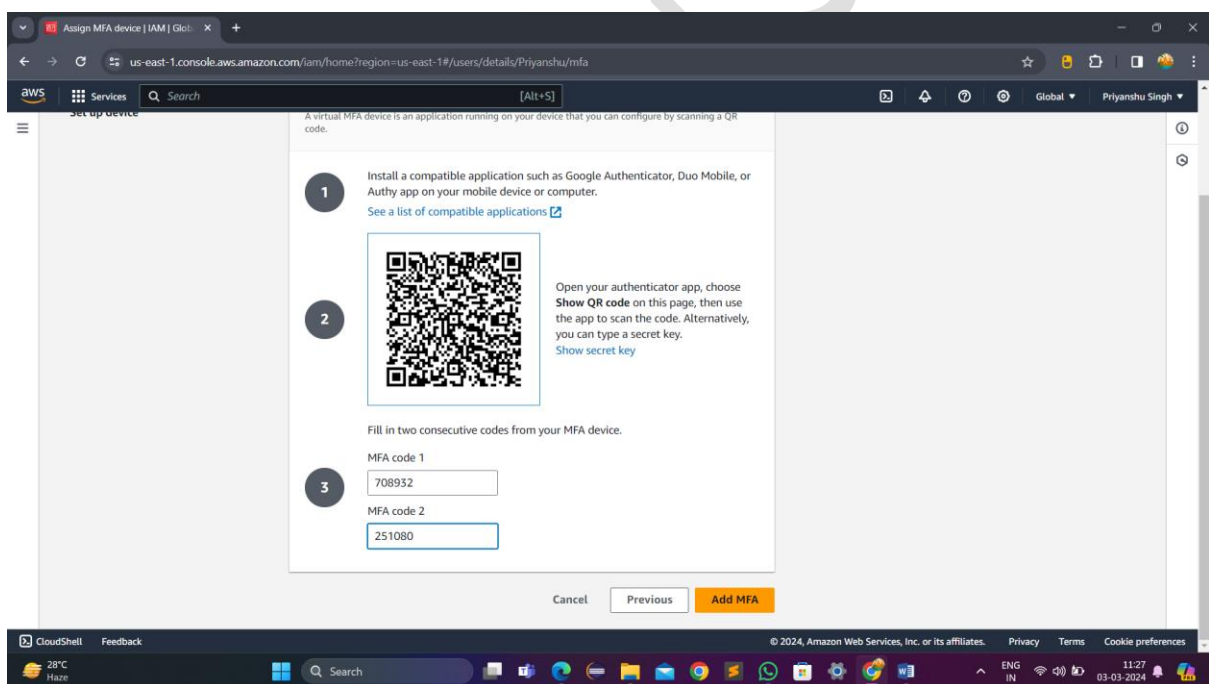 Assign MFA device | IAM | Glob
us-east-1.console.aws.amazon.com/iam/home?region=us-east-1#/users/details/Priyanshu/mfa
aws
Services
Search
[Alt+S]
Global
Priyanshu Singh
Set up device
A virtual MFA device is an application running on your device that you can configure by scanning a QR
code.
1
Install a compatible application such as Google Authenticator, Duo Mobile, or
Authy app on your mobile device or computer.
See a list of compatible applications
2
Open your authenticator app, choose
Show QR code on this page, then use
the app to scan the code. Alternatively,
you can type a secret key.
Show secret key
Fill in two consecutive codes from your MFA device.
3
MFA code 1
708932
MFA code 2
251080
Cancel
Previous
Add MFA
CloudShell
Feedback
© 2024, Amazon Web Services, Inc. or its affiliates.
Privacy
Terms
Cookie preferences
28°C
Haze
Search
ENG
IN
11:27
03-03-2024